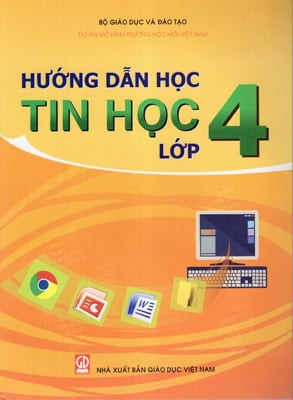 BỘ GIÁO DỤC VÀ ĐÀO TẠO
DỰ ÁN MÔ HÌNH TRƯỜNG HỌC MỚI VIỆT NAM
HƯỚNG DẪN HỌC
TIN HỌC 4
LỚP
NHÀ XUẤT BẢN GIÁO DỤC VIỆT NAM